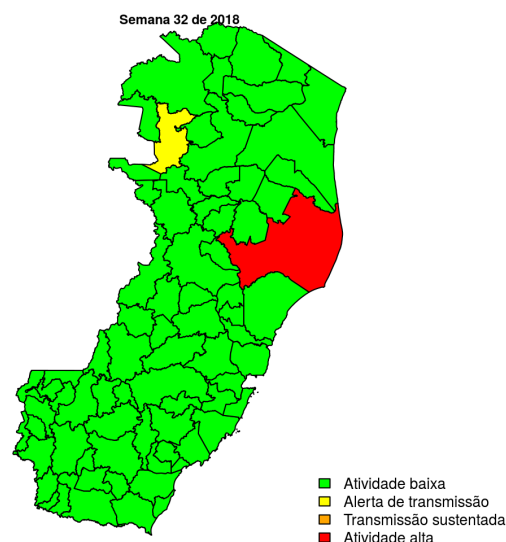 Semana 32 de 2018
Atividade baixa
Alerta de transmissão
Transmissão sustentada
Atividade alta